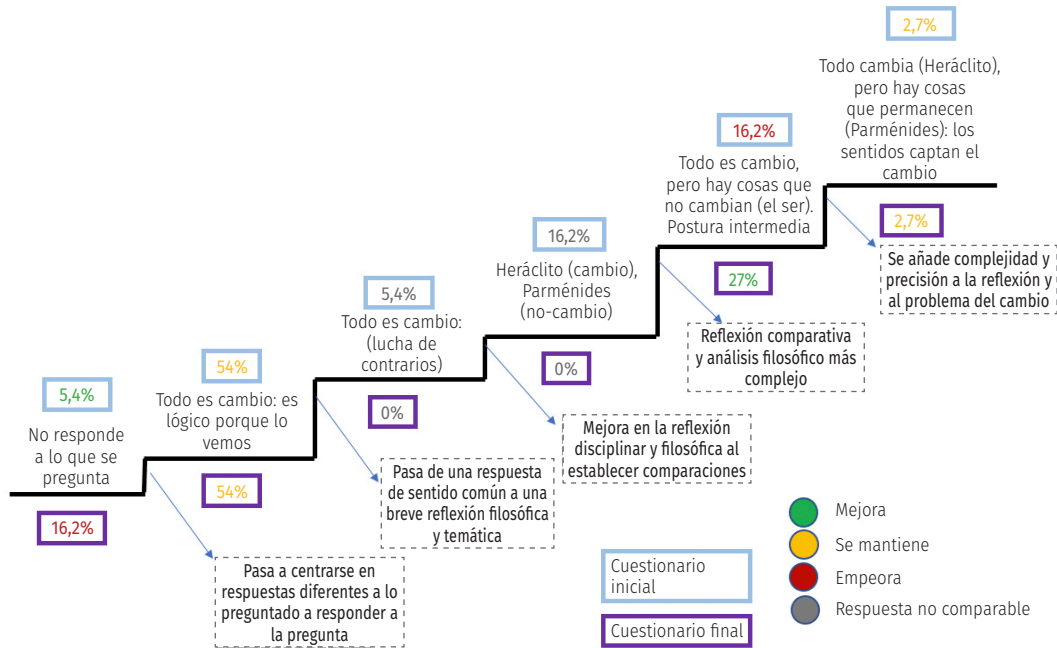 5,4%
No responde
a lo que se
pregunta
16,2%
Pasa a centrarse en
respuestas diferentes a lo
preguntado a responder a
la pregunta
54%
Todo es cambio: es
lógico porque lo
vemos
54%
Pasa de una respuesta
de sentido común a una
breve reflexión filosófica
y temática
5,4%
Todo es cambio:
(lucha de
contrarios)
0%
Mejora en la reflexión
disciplinar y filosófica al
establecer comparaciones
16,2%
Heráclito (cambio),
Parménides
(no-cambio)
0%
Reflexión comparativa
y análisis filosófico más
complejo
16,2%
Todo es cambio,
pero hay cosas que
no cambian (el ser).
Postura intermedia
27%
Se añade complejidad y
precisión a la reflexión y
al problema del cambio
2,7%
Todo cambia (Heráclito),
pero hay cosas
que permanecen
(Parménides): los
sentidos captan el
cambio
2,7%
Cuestionario
inicial
Cuestionario final
Mejora
Se mantiene
Empeora
Respuesta no comparable